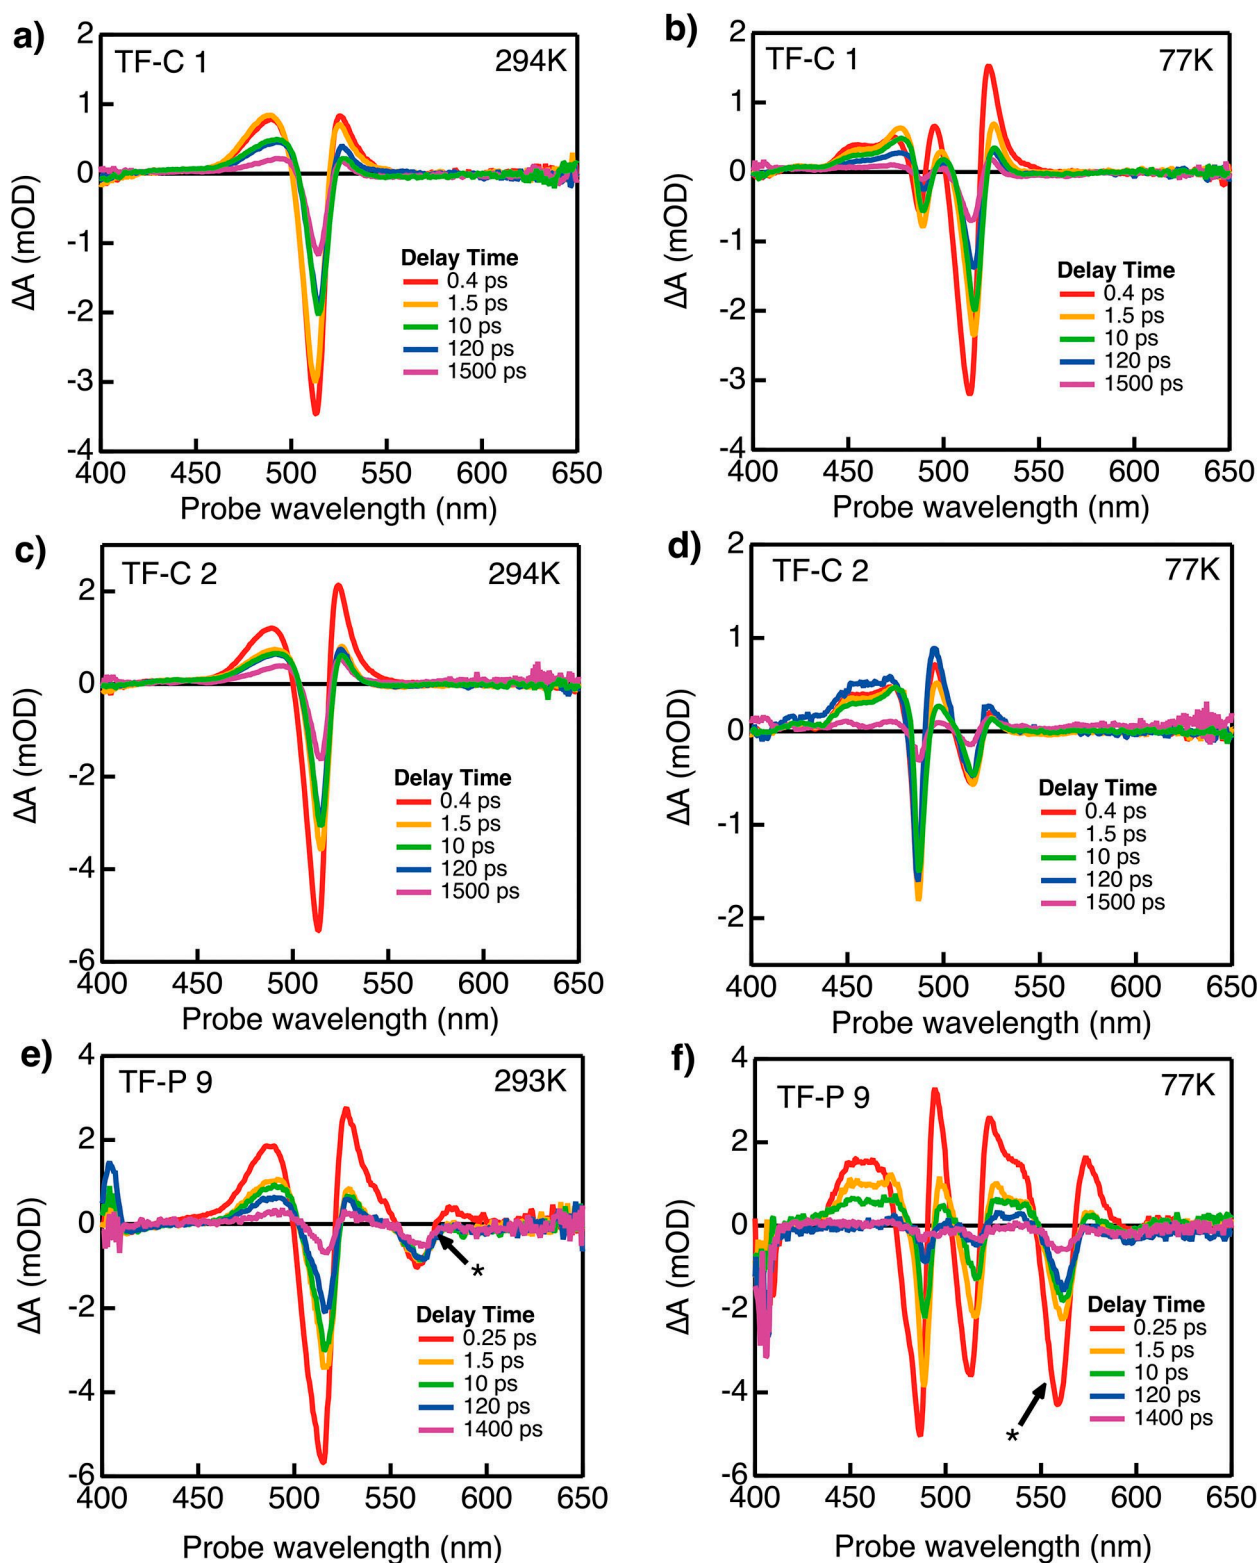 a)
TF-C 1
294K
2
1
0
-1
-2
-3
-4
ΔA (mOD)
Delay Time
0.4 ps
1.5 ps
10 ps
120 ps
1500 ps
400 450 500 550 600 650
Probe wavelength (nm)
b)
TF-C 1
77K
2
1
0
-1
-2
-3
-4
ΔA (mOD)
Delay Time
0.4 ps
1.5 ps
10 ps
120 ps
1500 ps
400 450 500 550 600 650
Probe wavelength (nm)
c)
TF-C 2
294K
2
0
-2
-4
-6
ΔA (mOD)
Delay Time
0.4 ps
1.5 ps
10 ps
120 ps
1500 ps
400 450 500 550 600 650
Probe wavelength (nm)
d)
TF-C 2
77K
2
1
0
-1
-2
ΔA (mOD)
Delay Time
0.4 ps
1.5 ps
10 ps
120 ps
1500 ps
400 450 500 550 600 650
Probe wavelength (nm)
e)
TF-P 9
293K
4
2
0
-2
-4
-6
ΔA (mOD)
*
Delay Time
0.25 ps
1.5 ps
10 ps
120 ps
1400 ps
400 450 500 550 600 650
Probe wavelength (nm)
f)
TF-P 9
77K
4
2
0
-2
-4
-6
ΔA (mOD)
*
Delay Time
0.25 ps
1.5 ps
10 ps
120 ps
1400 ps
400 450 500 550 600 650
Probe wavelength (nm)